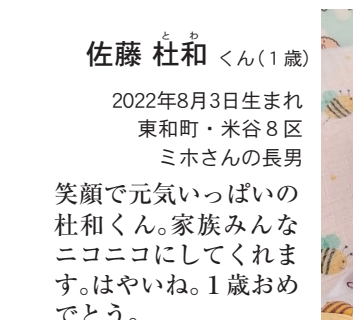 とわ
佐藤 杜和 くん(1歳)
2022年8月3日生まれ
東和町・米谷8区
ミホさんの長男
笑顔で元気いっぱいの
杜和くん。家族みんな
ニコニコにしてくれま
す。はやいね。1歳おめ
でとう。